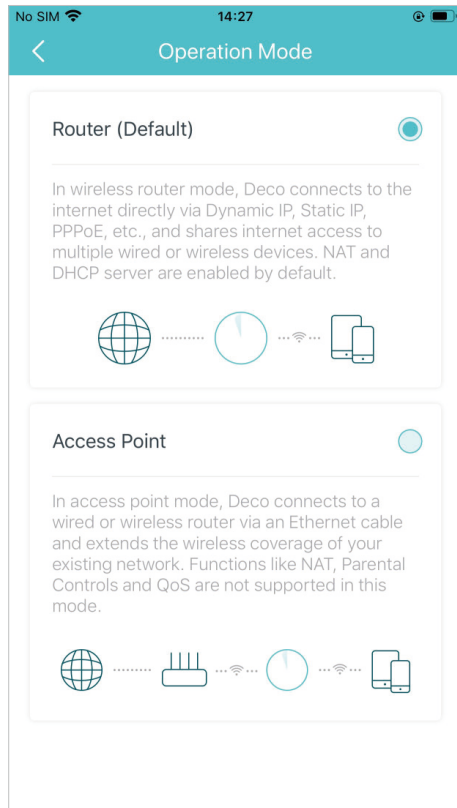 No SIM 14:27
Operation Mode
Router (Default)
In wireless router mode, Deco connects to the
internet directly via Dynamic IP, Static IP,
PPPoE, etc., and shares internet access to
multiple wired or wireless devices. NAT and
DHCP server are enabled by default.
Access Point
In access point mode, Deco connects to a
wired or wireless router via an Ethernet cable
and extends the wireless coverage of your
existing network. Functions like NAT, Parental
Controls and QoS are not supported in this
mode.